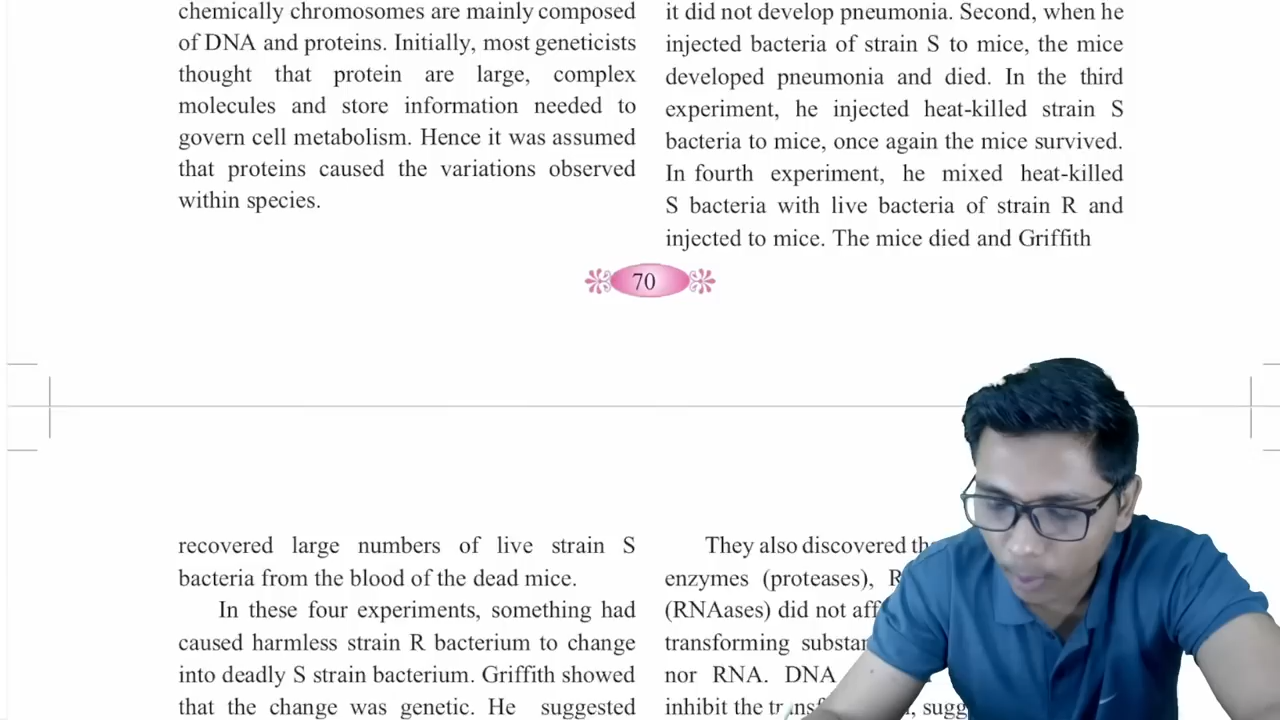 chemically chromosomes are mainly composed
of DNA and proteins. Initially, most geneticists
thought that protein are large, complex
molecules and store information needed to
govern cell metabolism. Hence it was assumed
that proteins caused the variations observed
within species.
it did not develop pneumonia. Second, when he
injected bacteria of strain S to mice, the mice
developed pneumonia and died. In the third
experiment, he injected heat-killed strain S
bacteria to mice, once again the mice survived.
In fourth experiment, he mixed heat-killed
S bacteria with live bacteria of strain R and
injected to mice. The mice died and Griffith
70
recovered large numbers of live strain S
bacteria from the blood of the dead mice.
In these four experiments, something had
caused harmless strain R bacterium to change
into deadly S strain bacterium. Griffith showed
that the change was genetic. He suggested
They also discovered
enzymes (proteases),
(RNAases) did not
transforming
nor RNA. DNA
inhibit the